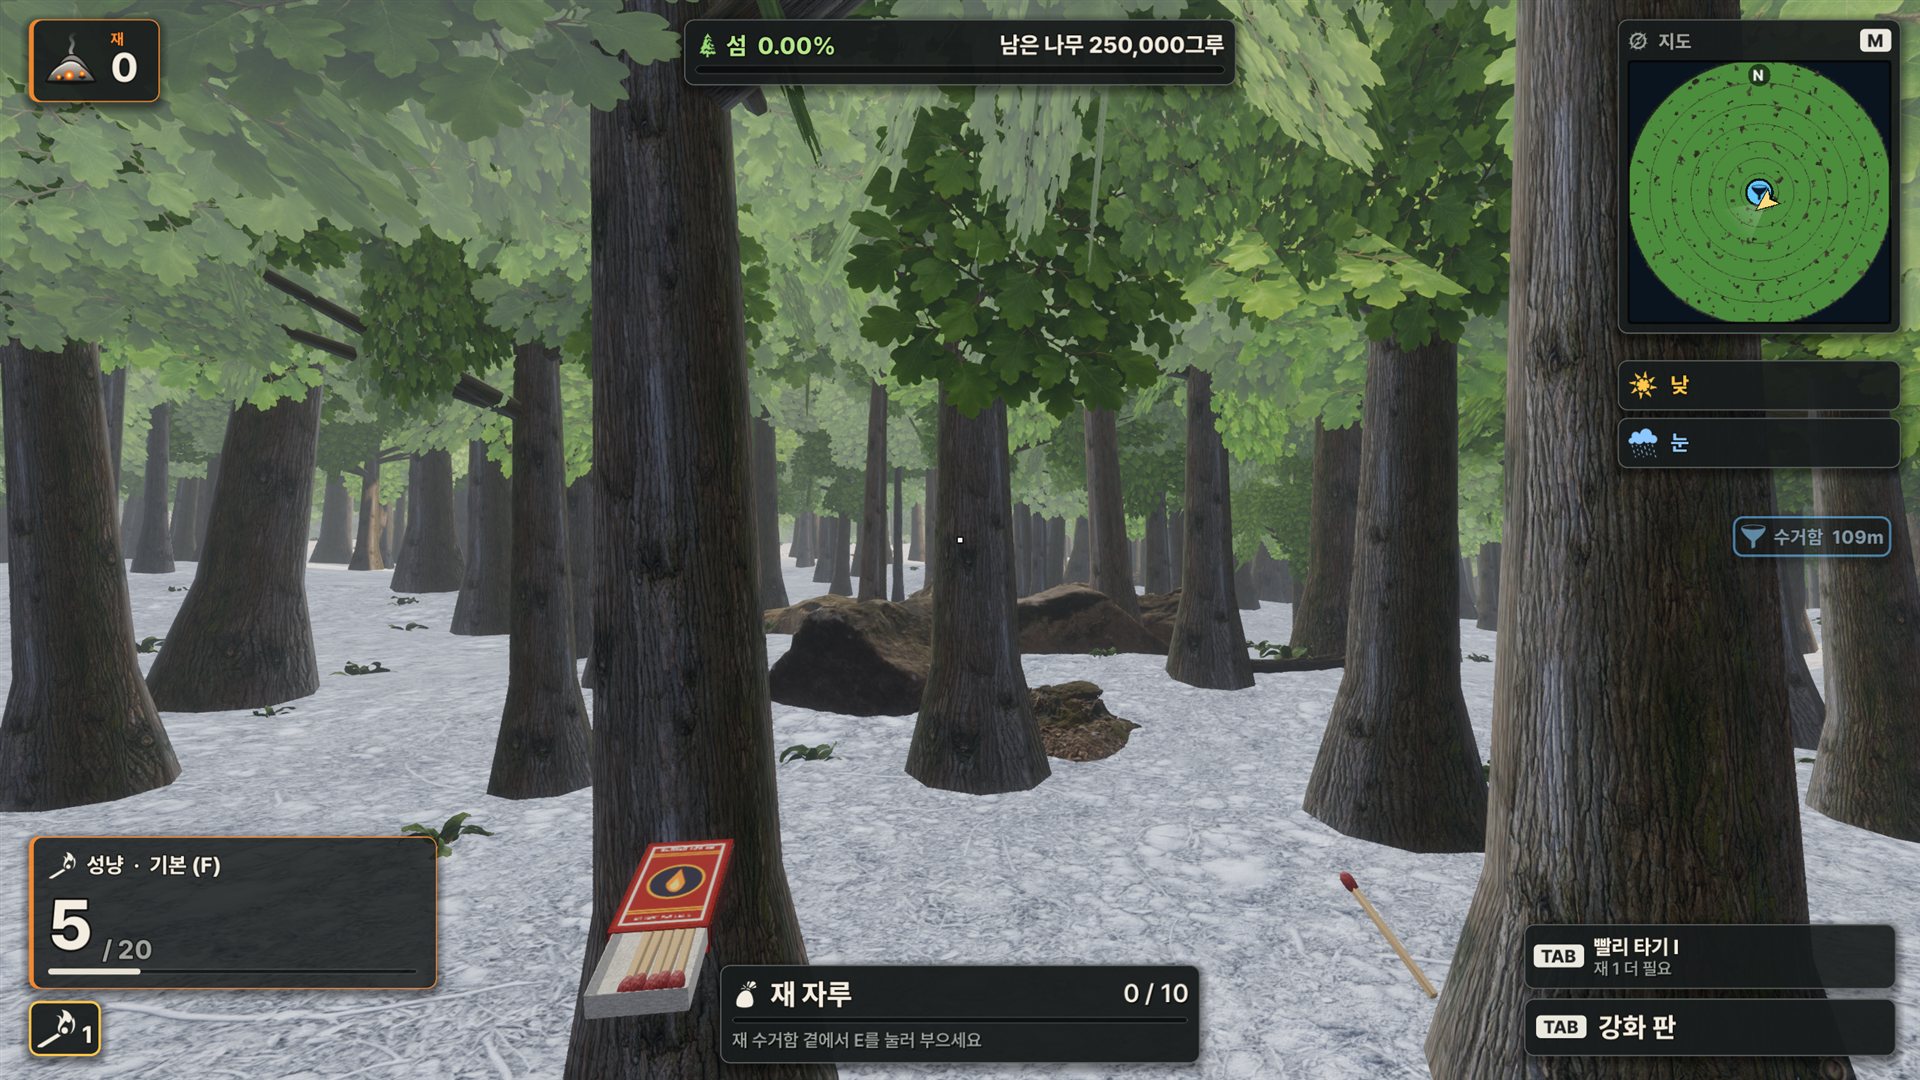 재
0
섬 0.00%
남은 나무 250,000그루
지도
M
N
낮
눈
수거함 109m
성냥 · 기본 (F)
5 / 20
1
재 자루
0 / 10
재 수거함 곁에서 E를 눌러 부으세요
TAB 빨리 타기 I
재 1 더 필요
TAB 강화 판